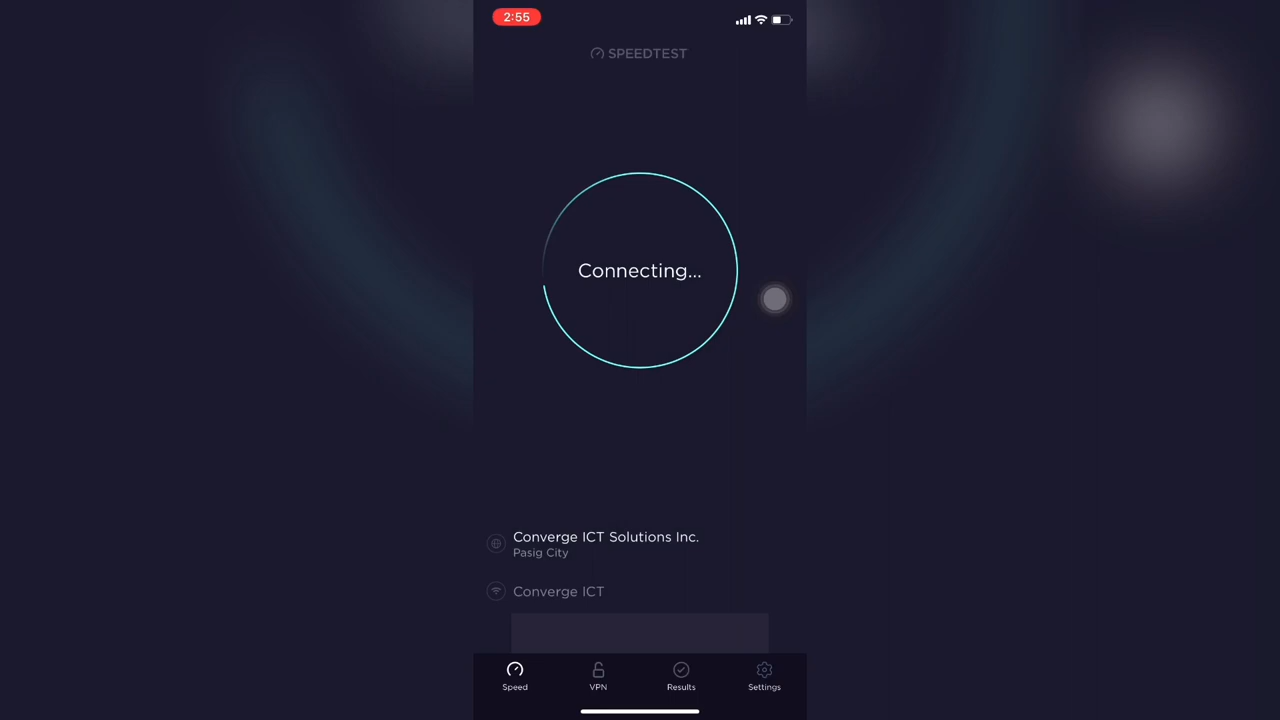 2:55
SPEEDTEST
Connecting...
Converge ICT Solutions Inc.
Pasig City
Converge ICT
Speed
VPN
Results
Settings